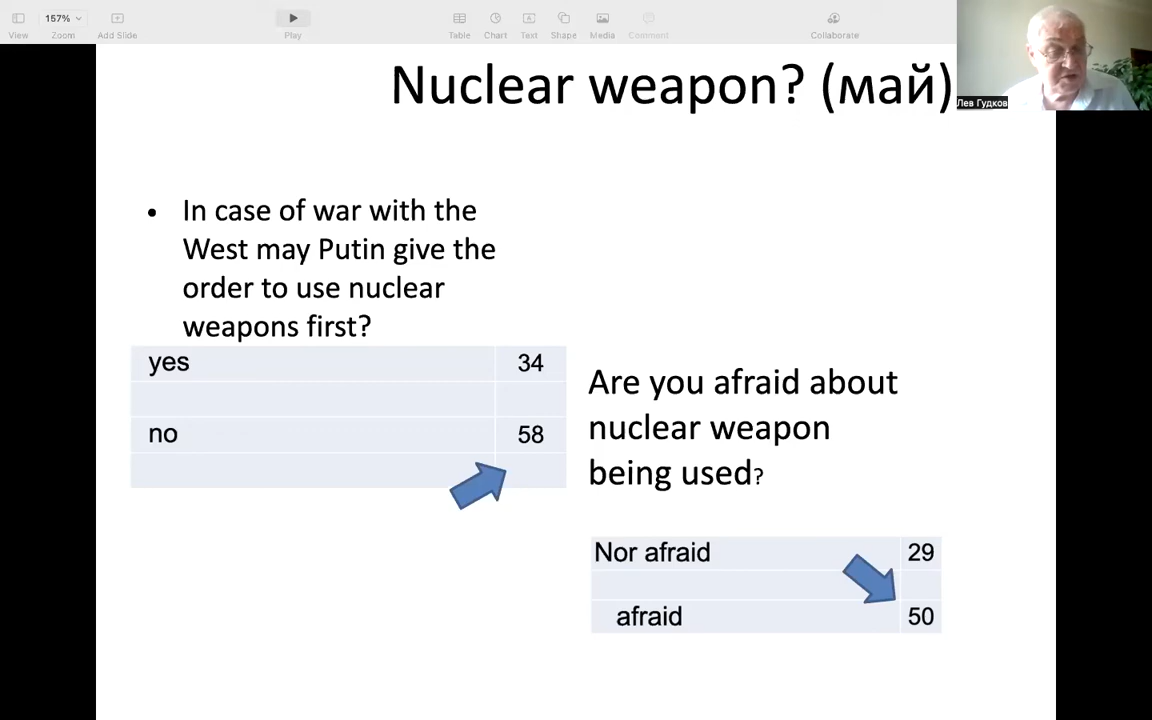 157%
View
Zoom
Add Slide
Play
Table
Chart
Text
Shape
Media
Comment
Collaborate
Nuclear weapon? (май)
Лев Гудков
• In case of war with the
West may Putin give the
order to use nuclear
weapons first?
yes 34
no 58
Are you afraid about
nuclear weapon
being used?
Nor afraid 29
afraid 50